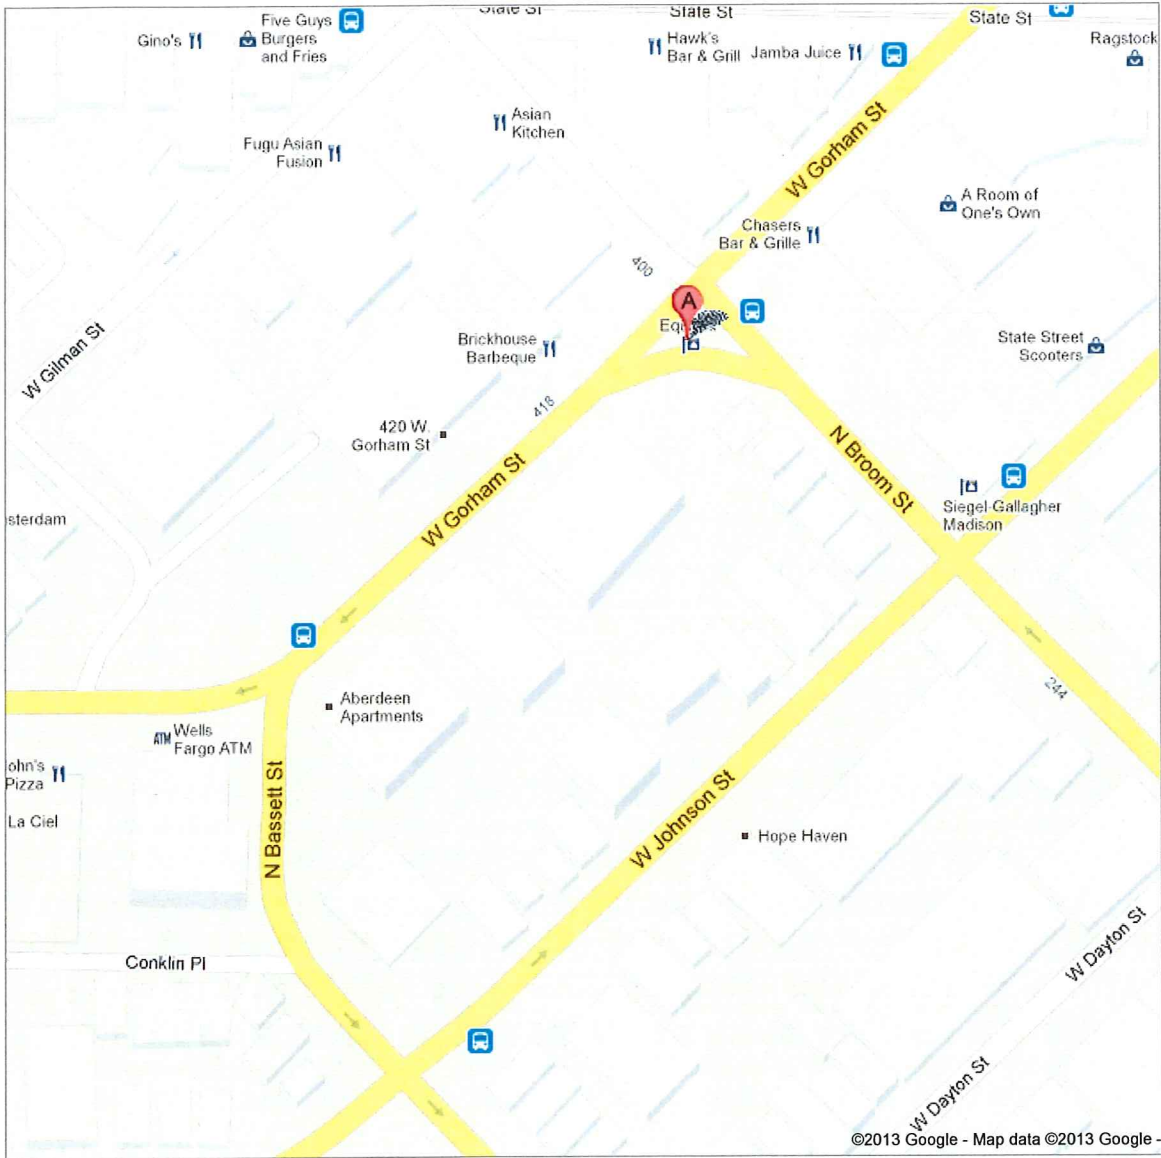 State St
State St
State St
Gino's
Five Guys
Burgers
and Fries
Hawk's
Bar & Grill
Jamba Juice
Ragstock
Asian
Kitchen
Fugu Asian
Fusion
W Gorham St
A Room of
One's Own
Chasers
Bar & Grille
400
A
W Gilman St
Brickhouse
Barbeque
State Street
Scooters
418
420 W.
Gorham St
N Broom St
W Gorham St
Siegel-Gallagher
Madison
sterdam
244
Aberdeen
Apartments
ATM
Wells
Fargo ATM
ohn's
Pizza
La Ciel
N Bassett St
W Johnson St
Hope Haven
Conklin Pl
W Dayton St
W Dayton St
©2013 Google - Map data ©2013 Google -